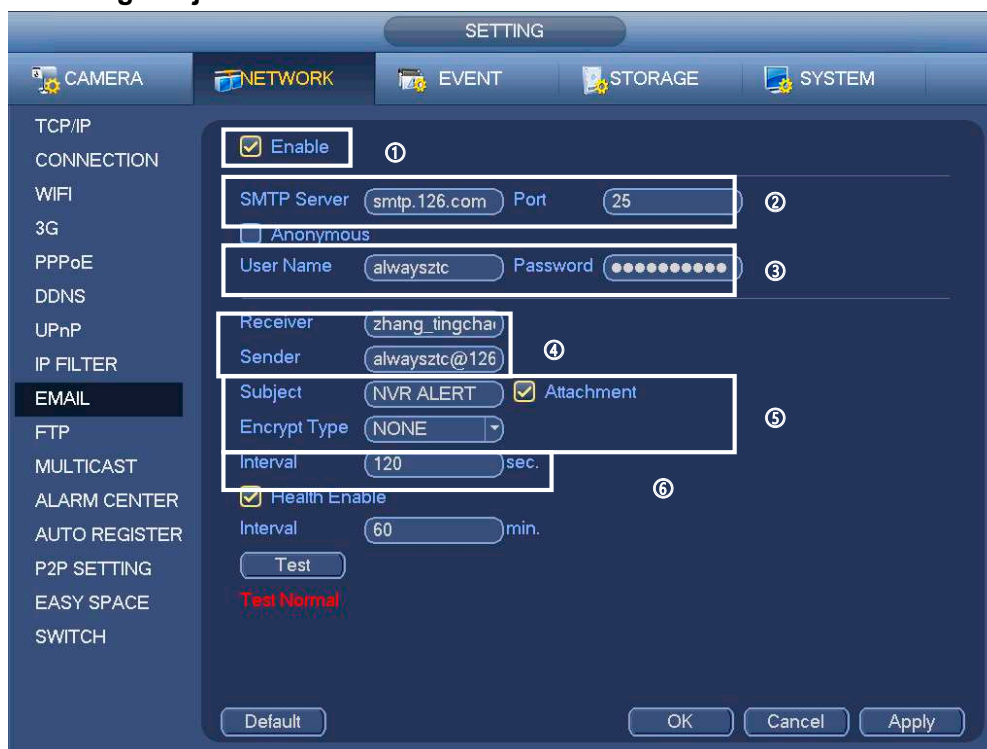 SETTING
CAMERA NETWORK EVENT STORAGE SYSTEM
TCP/IP
CONNECTION
WIFI
3G
PPPoE
DDNS
UPnP
IP FILTER
EMAIL
FTP
MULTICAST
ALARM CENTER
AUTO REGISTER
P2P SETTING
EASY SPACE
SWITCH
Enable ①
SMTP Server smtp.126.com Port 25 ②
Anonymous
User Name alwaysztc Password ●●●●●●●●●● ③
Receiver zhang_tingcha
Sender alwaysztc@126 ④
Subject NVR ALERT Attachment
Encrypt Type NONE ⑤
Interval 120 sec.
Health Enable ⑥
Interval 60 min.
Test
Test Normal
Default OK Cancel Apply